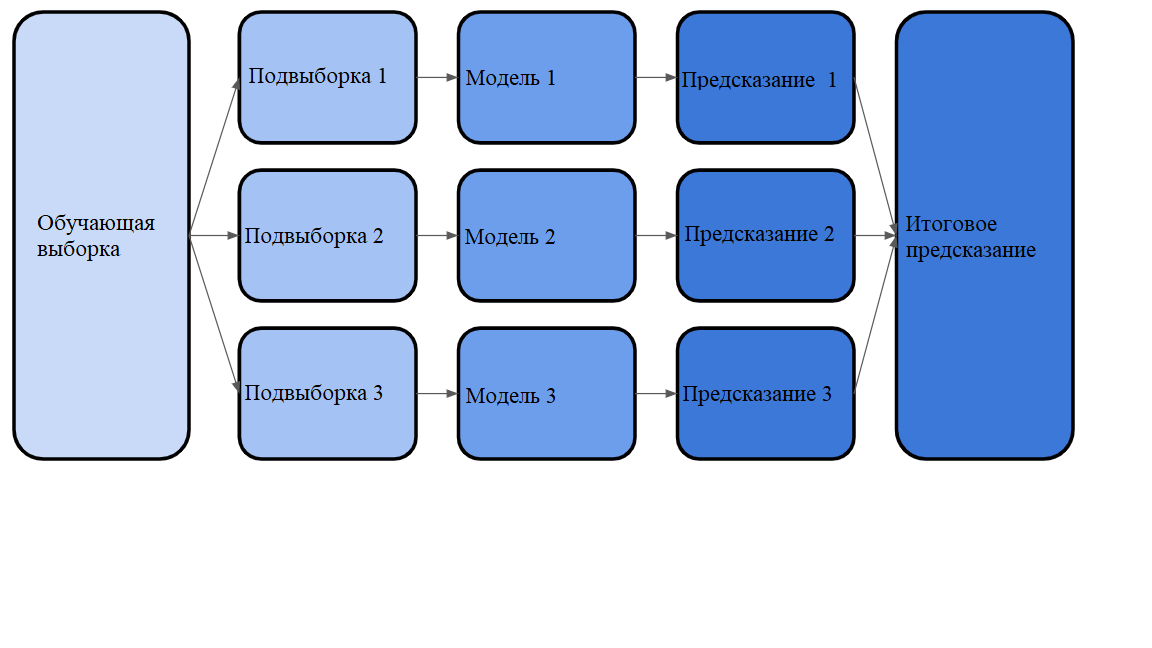 Обучающая
выборка
Подвыборка 1
Модель 1
Предсказание 1
Подвыборка 2
Модель 2
Предсказание 2
Подвыборка 3
Модель 3
Предсказание 3
Итоговое
предсказание